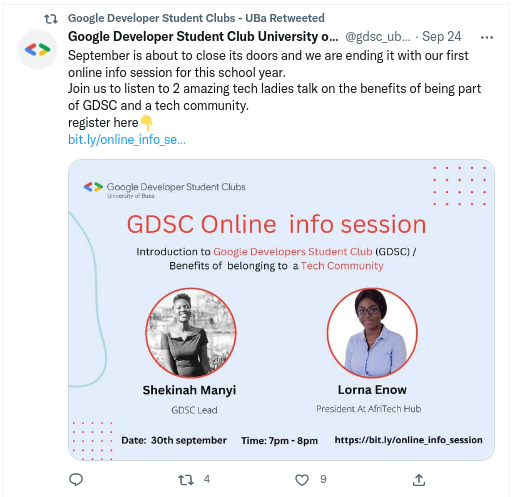 Google Developer Student Clubs - UBa Retweeted
Google Developer Student Club University o... @gdsc_ub... · Sep 24
September is about to close its doors and we are ending it with our first
online info session for this school year.
Join us to listen to 2 amazing tech ladies talk on the benefits of being part
of GDSC and a tech community.
register here👇
bit.ly/online_info_se...
Google Developer Student Clubs
University of Buea
GDSC Online info session
Introduction to Google Developers Student Club (GDSC) /
Benefits of belonging to a Tech Community
Shekinah Manyi
GDSC Lead
Lorna Enow
President At AfriTech Hub
Date: 30th september Time: 7pm - 8pm https://bit.ly/online_info_session
4 9